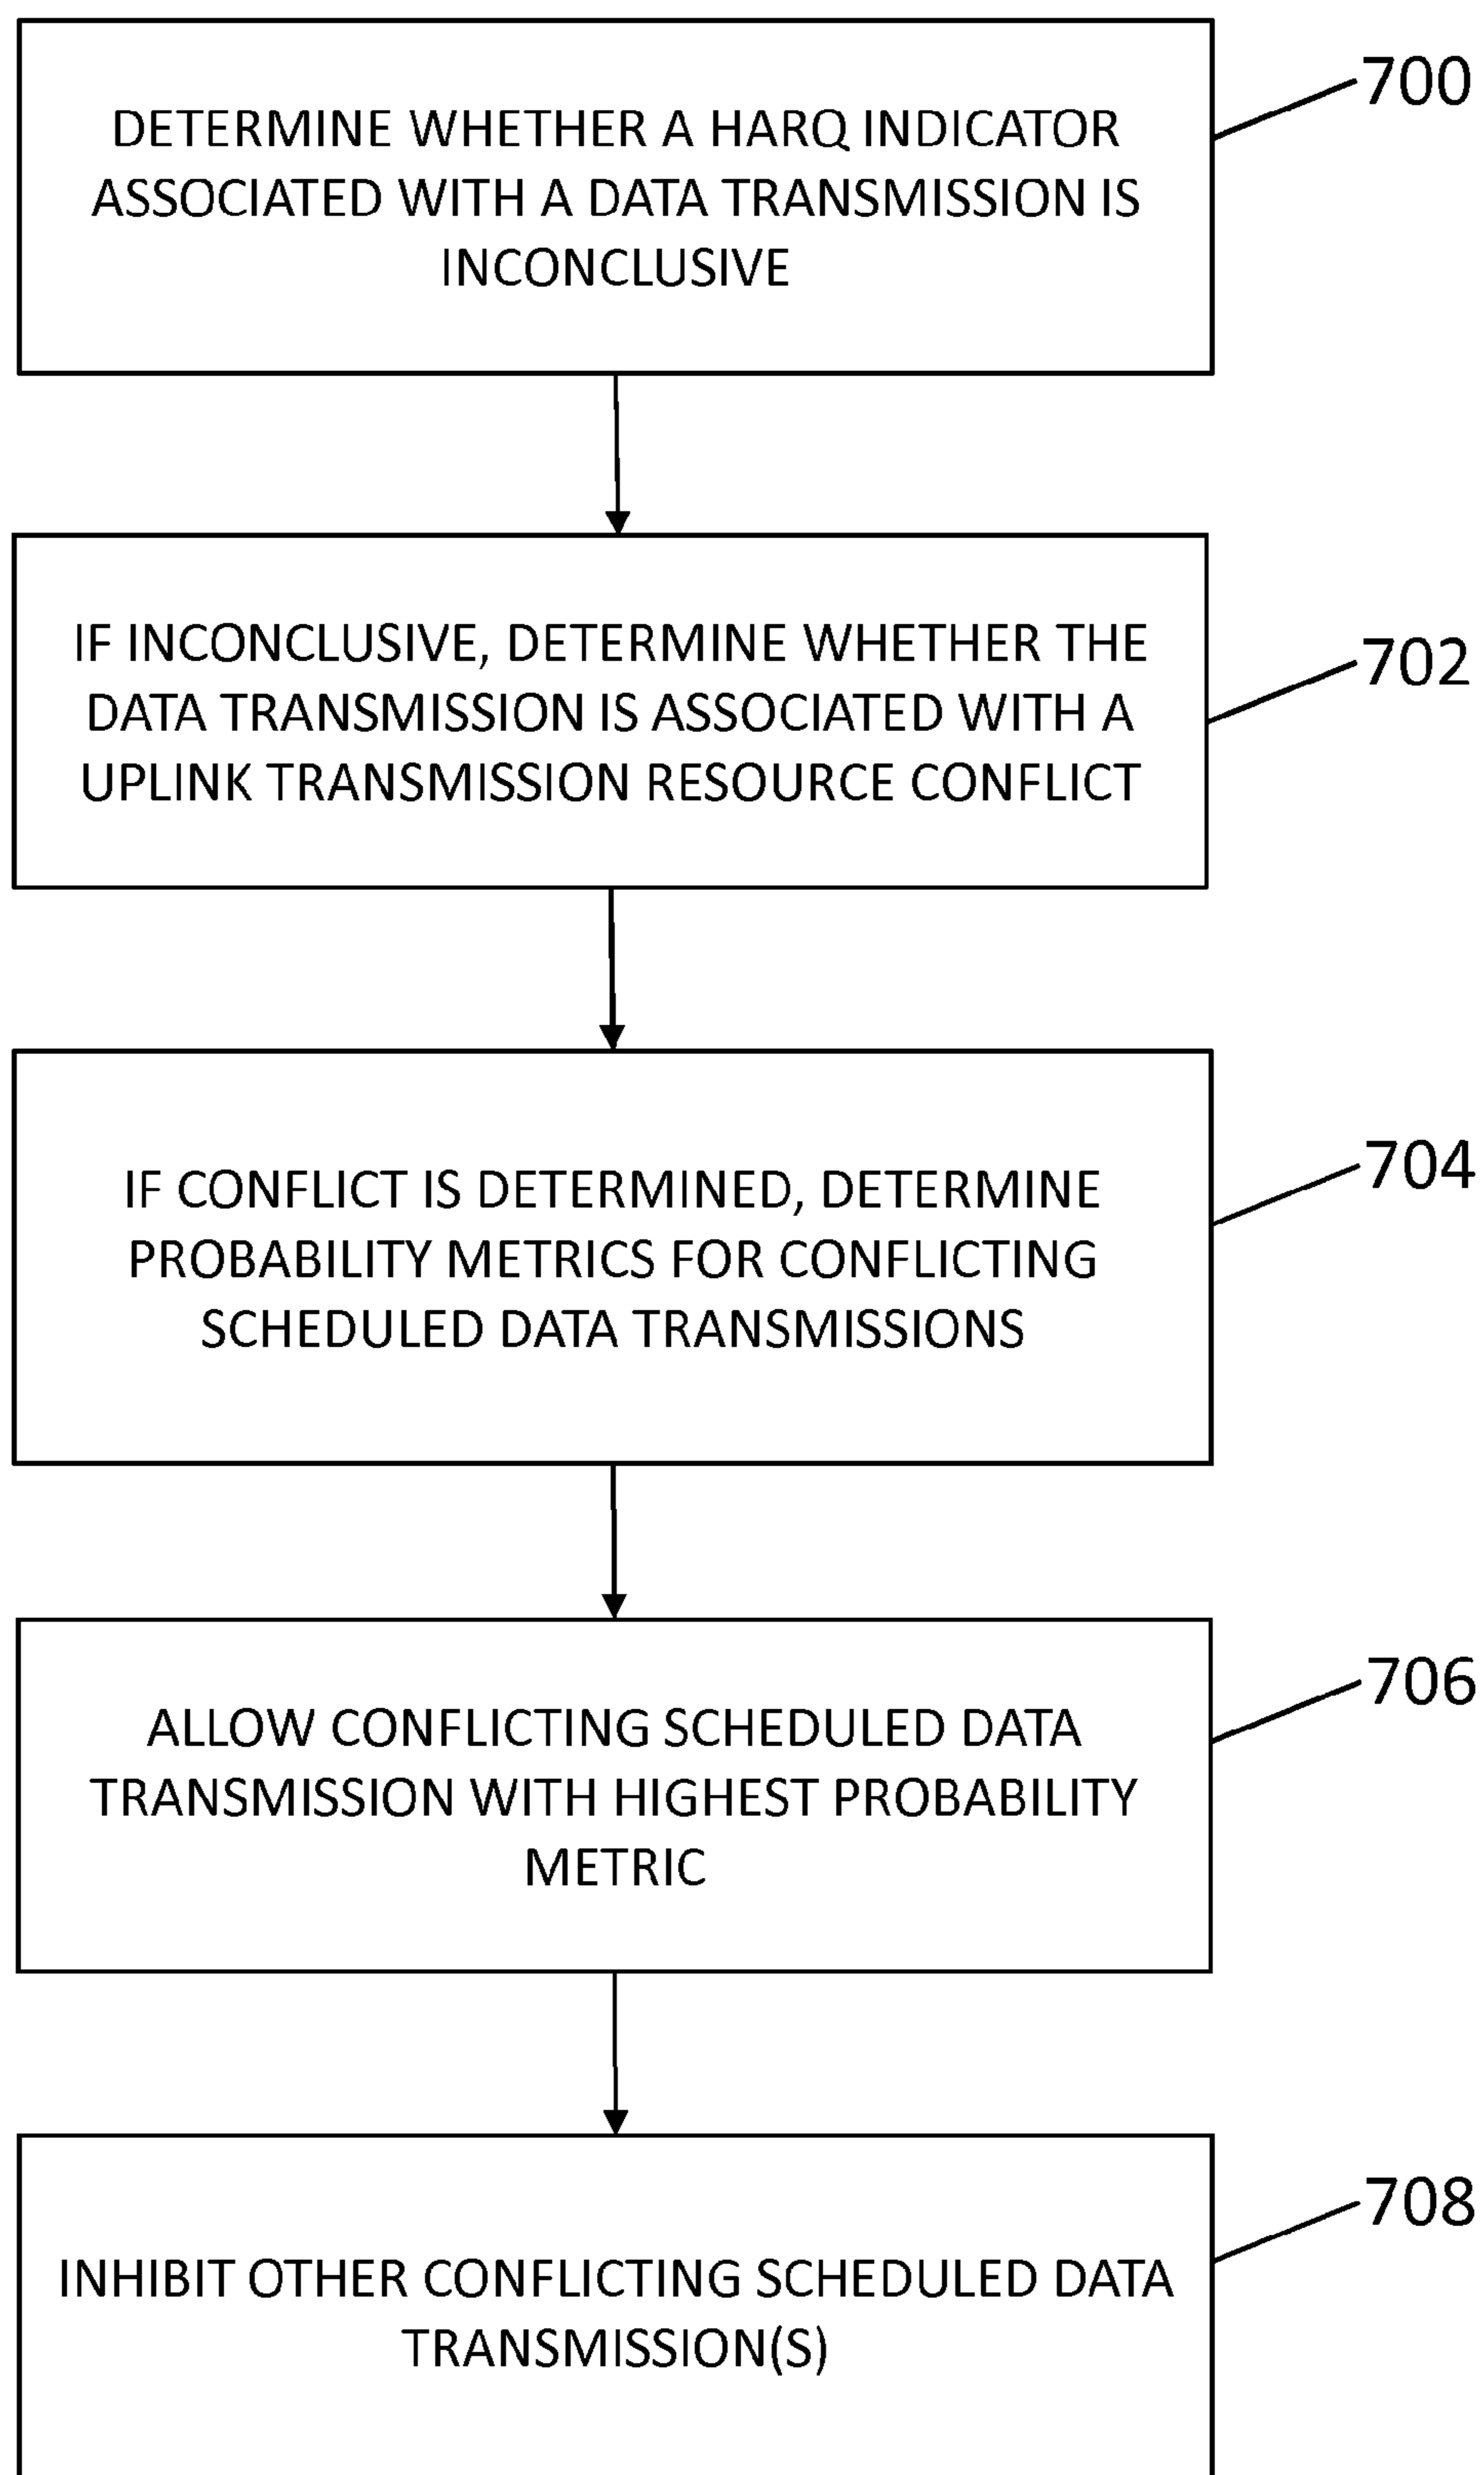 700
DETERMINE WHETHER A HARQ INDICATOR
ASSOCIATED WITH A DATA TRANSMISSION IS
INCONCLUSIVE
702
IF INCONCLUSIVE, DETERMINE WHETHER THE
DATA TRANSMISSION IS ASSOCIATED WITH A
UPLINK TRANSMISSION RESOURCE CONFLICT
704
IF CONFLICT IS DETERMINED, DETERMINE
PROBABILITY METRICS FOR CONFLICTING
SCHEDULED DATA TRANSMISSIONS
706
ALLOW CONFLICTING SCHEDULED DATA
TRANSMISSION WITH HIGHEST PROBABILITY
METRIC
708
INHIBIT OTHER CONFLICTING SCHEDULED DATA
TRANSMISSION(S)